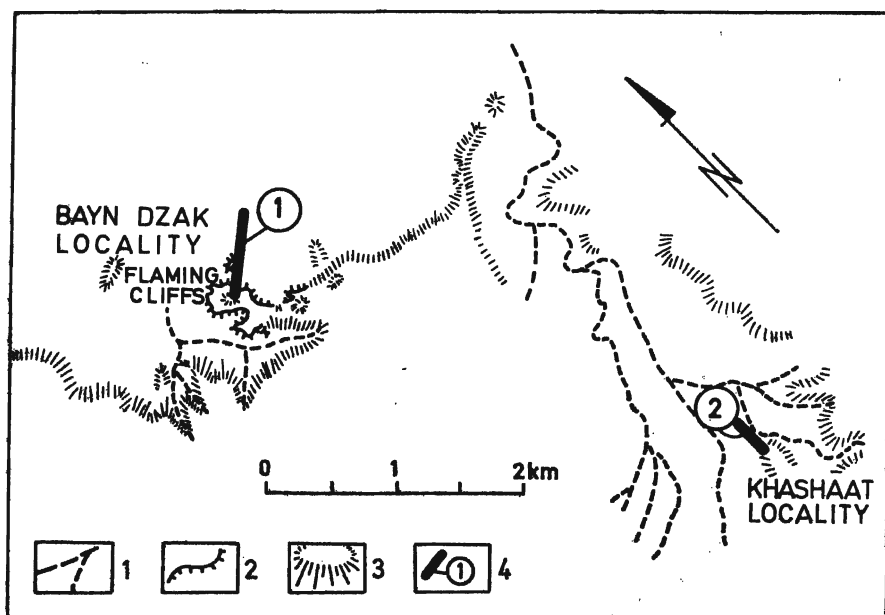 BAYN DZAK
LOCALITY
FLAMING
CLIFFS
1
N
2
KHASHAAT
LOCALITY
0 1 2km
1 2 3 1 4